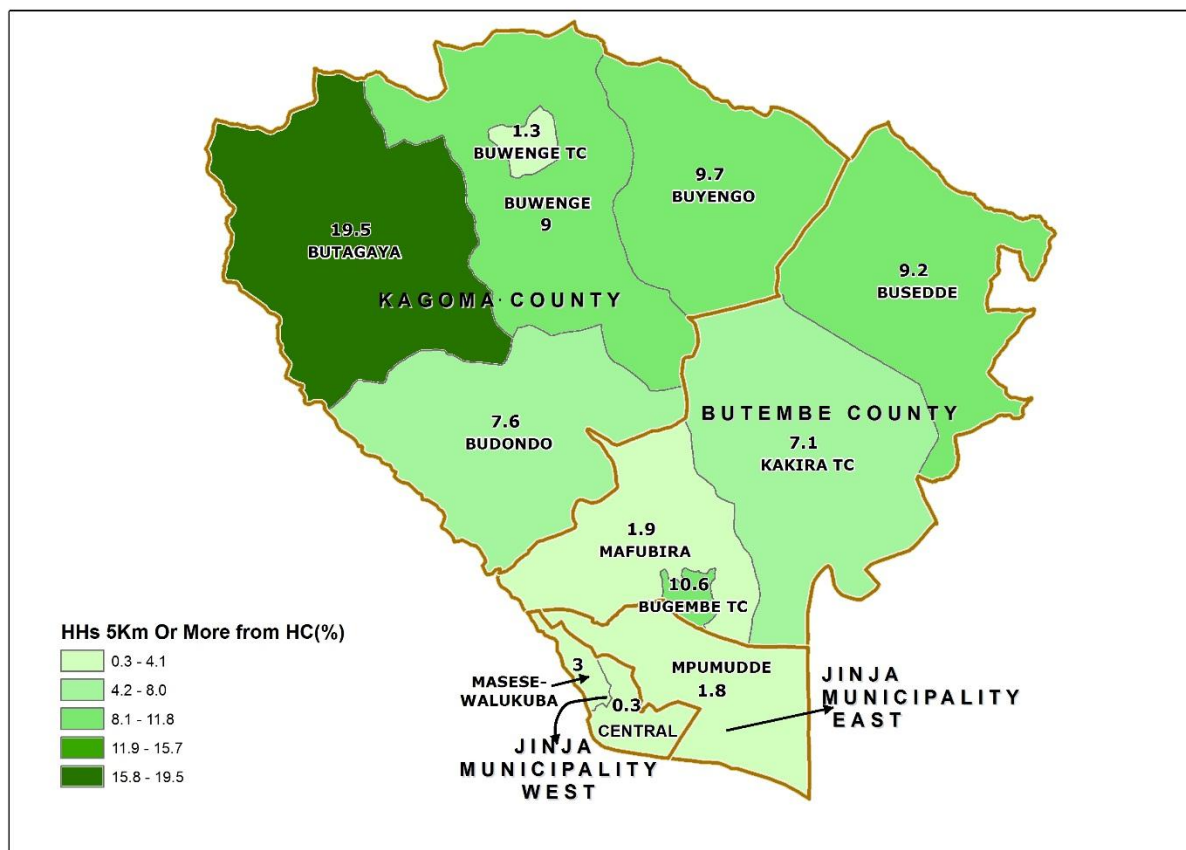 1.3
BUWENGE TC
9.7
BUYENGO
BUWENGE
9
19.5
BUTAGAYA
9.2
BUSEDDE
KAGOMA COUNTY
7.6
BUDONDO
BUTEMBE COUNTY
7.1
KAKIRA TC
1.9
MAFUBIRA
10.6
BUGEMBE TC
HHs 5Km Or More from HC(%)
0.3 - 4.1
4.2 - 8.0
8.1 - 11.8
11.9 - 15.7
15.8 - 19.5
3
MASESE-
WALUKUBA
MPUMUDDE
1.8
0.3
CENTRAL
JINJA
MUNICIPALITY
EAST
JINJA
MUNICIPALITY
WEST